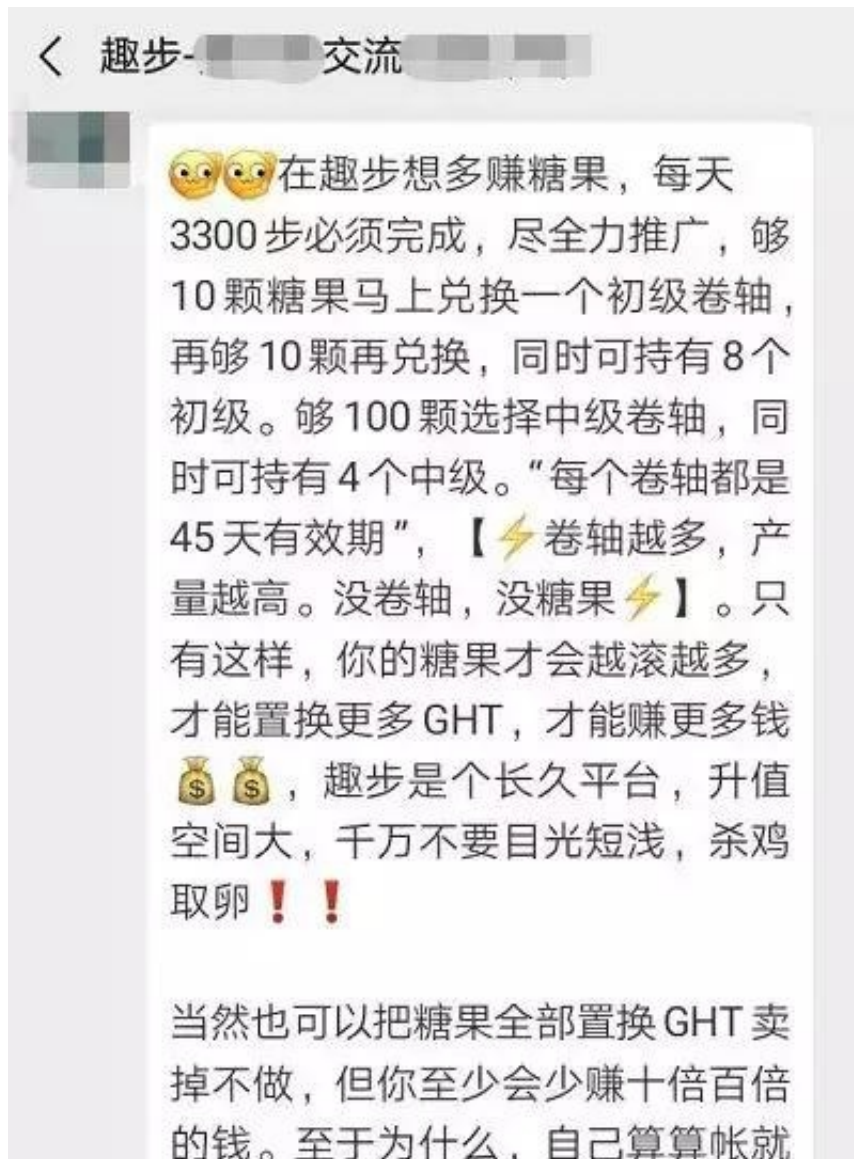 趣步-
交流
在趣步想多赚糖果，每天
3300步必须完成，尽全力推广，够
10颗糖果马上兑换一个初级卷轴，
再够10颗再兑换，同时可持有8个
初级。够100颗选择中级卷轴，同
时可持有4个中级。“每个卷轴都是
45天有效期”，【⚡卷轴越多，产
量越高。没卷轴，没糖果⚡】。只
有这样，你的糖果才会越滚越多，
才能置换更多GHT，才能赚更多钱
💰💰，趣步是个长久平台，升值
空间大，千万不要目光短浅，杀鸡
取卵❗❗
当然也可以把糖果全部置换GHT卖
掉不做，但你至少会少赚十倍百倍
的钱。至于为什么，自己算算帐就